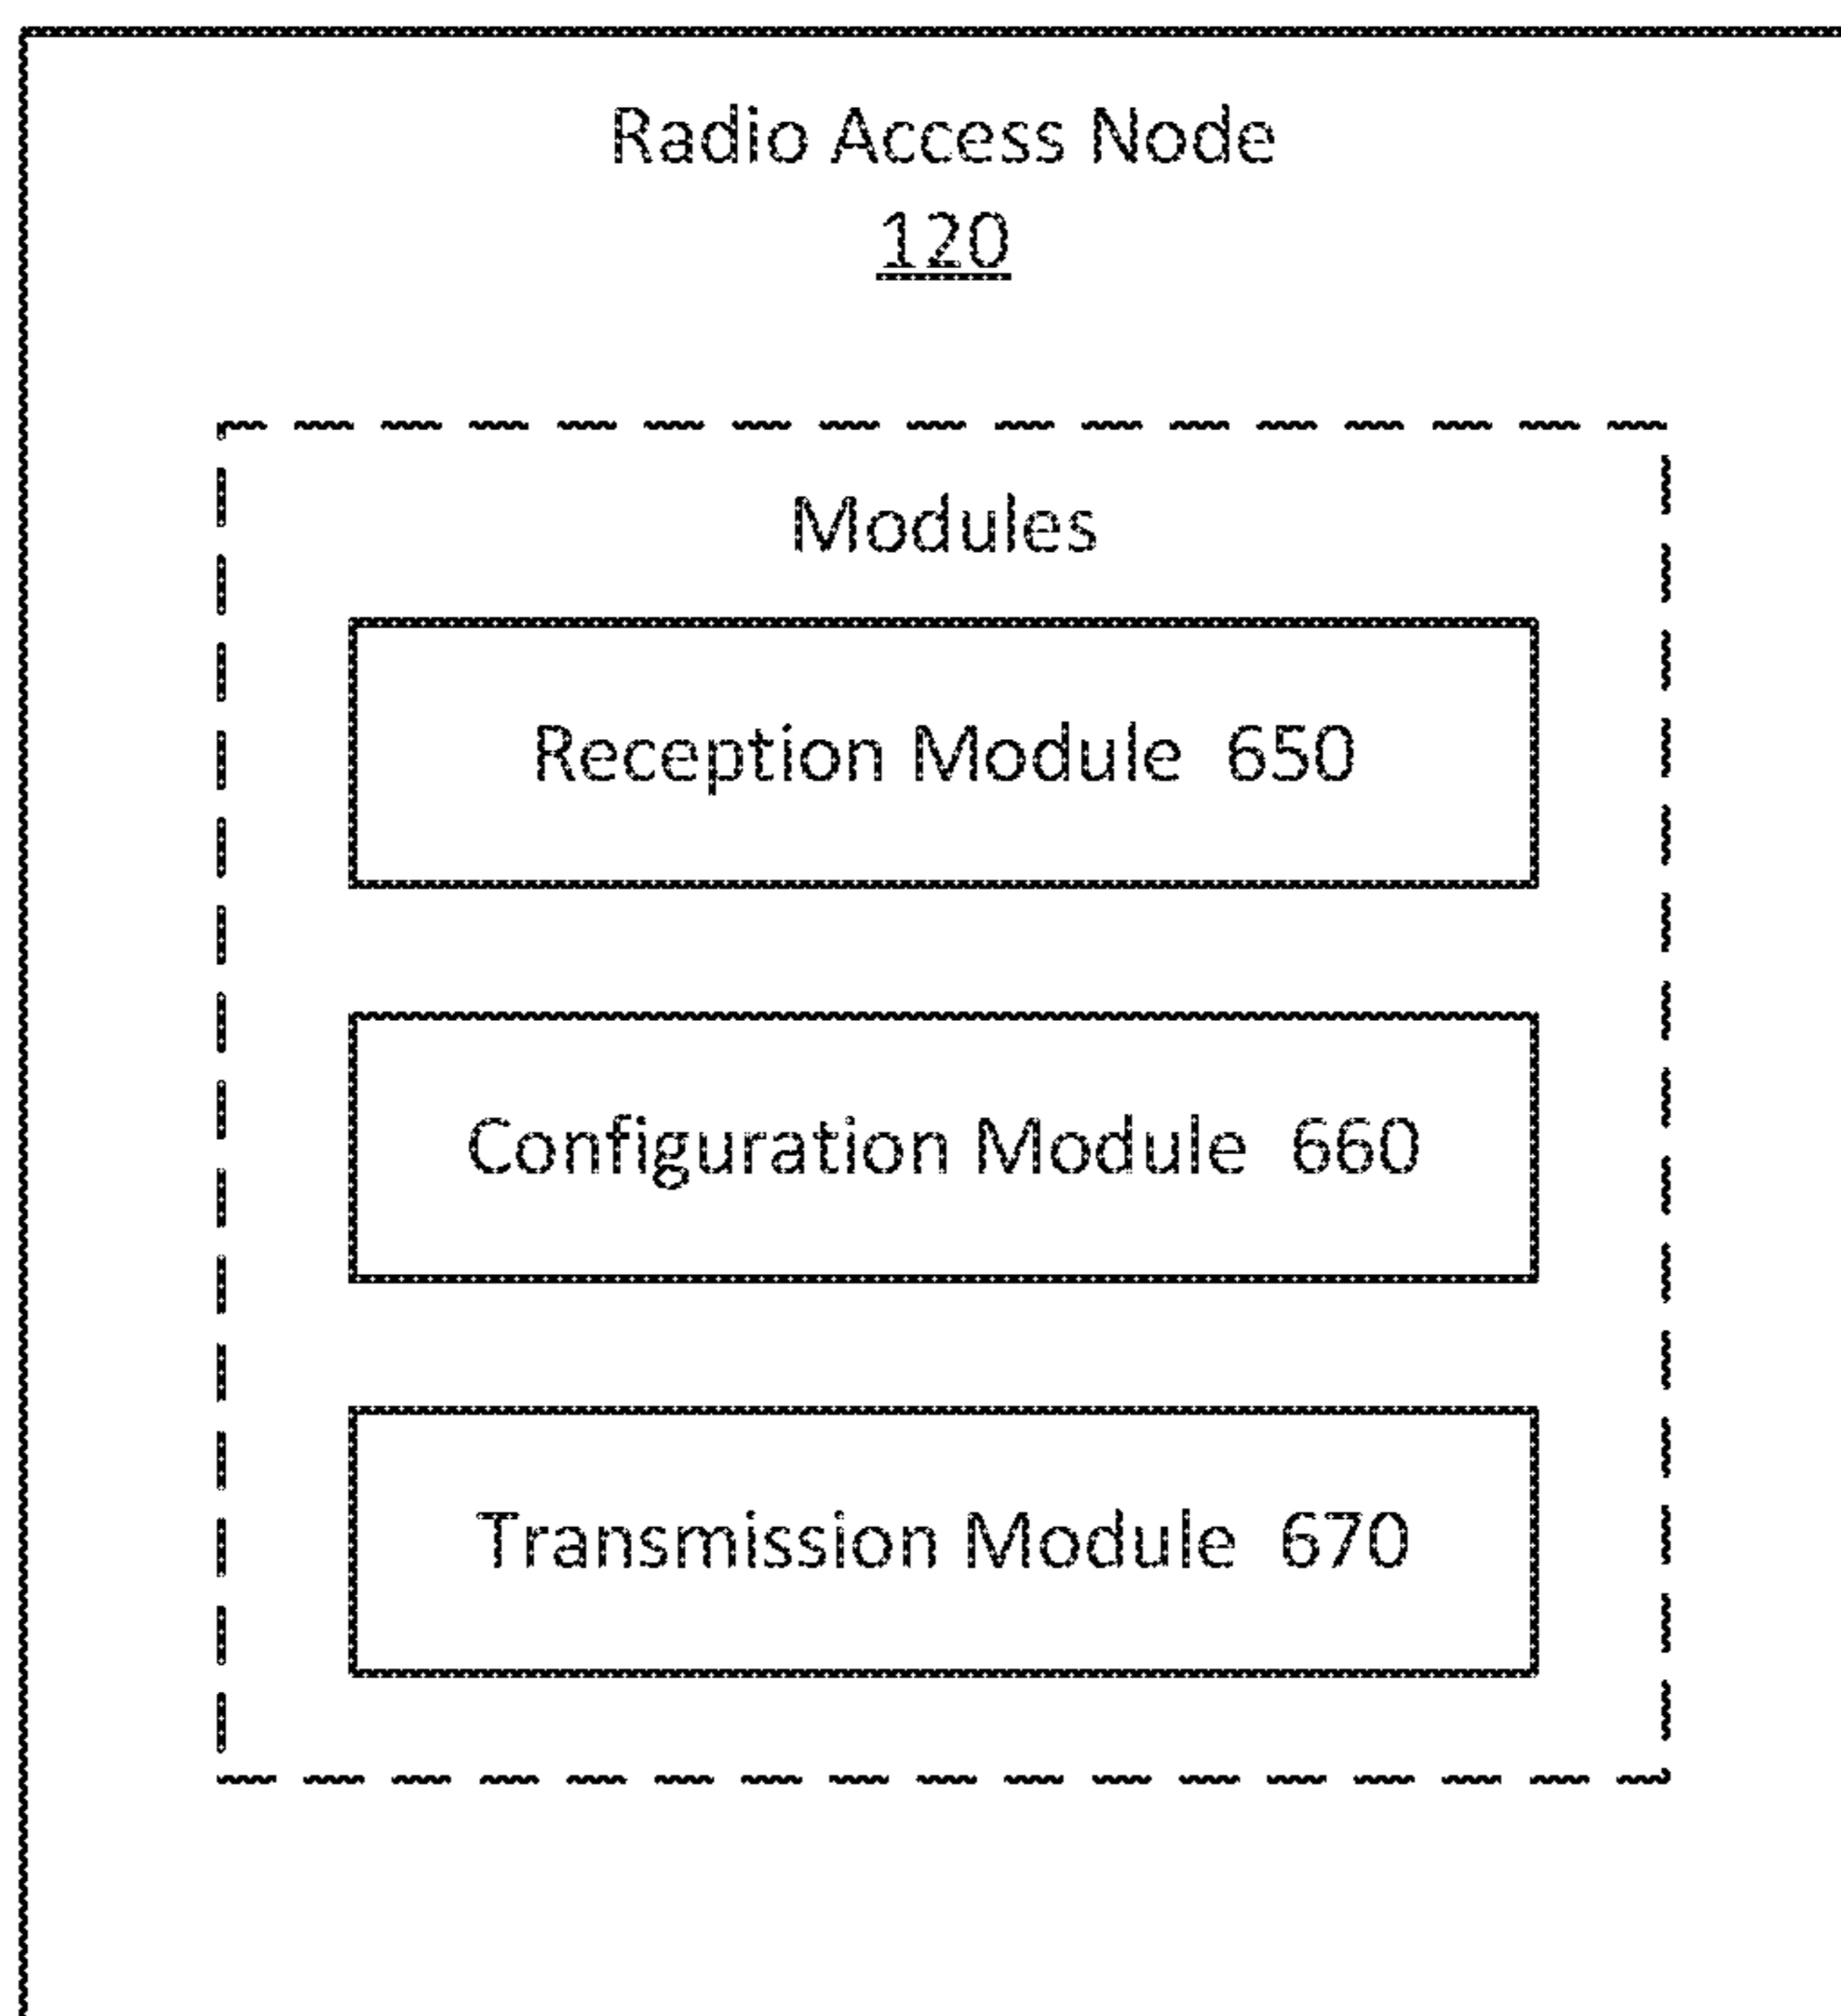 Radio Access Node
120
Modules
Reception Module 650
Configuration Module 660
Transmission Module 670